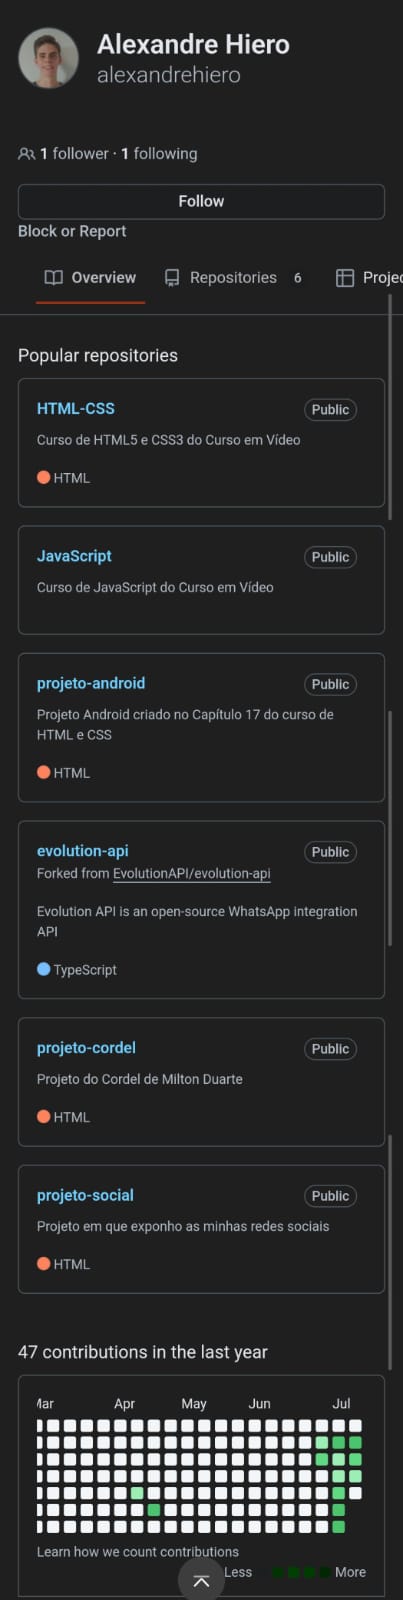 Alexandre Hiero
alexandrehiero
1 follower · 1 following
Follow
Block or Report
Overview
Repositories 6
Projec
Popular repositories
HTML-CSS
Public
Curso de HTML5 e CSS3 do Curso em Vídeo
HTML
JavaScript
Public
Curso de JavaScript do Curso em Vídeo
projeto-android
Public
Projeto Android criado no Capítulo 17 do curso de
HTML e CSS
HTML
evolution-api
Public
Forked from EvolutionAPI/evolution-api
Evolution API is an open-source WhatsApp integration
API
TypeScript
projeto-cordel
Public
Projeto do Cordel de Milton Duarte
HTML
projeto-social
Public
Projeto em que exponho as minhas redes sociais
HTML
47 contributions in the last year
Mar Apr May Jun Jul
Learn how we count contributions
Less More